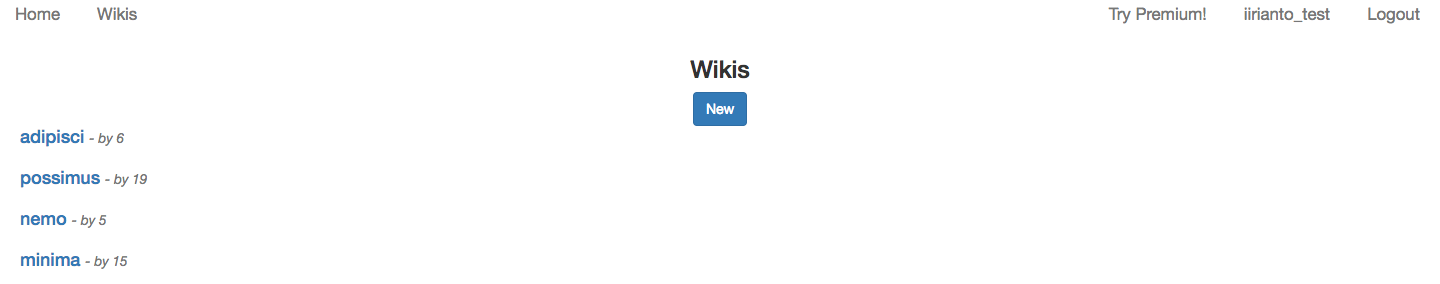 Home Wikis Try Premium! iirianto_test Logout
Wikis
New
adipisci - by 6
possimus - by 19
nemo - by 5
minima - by 15